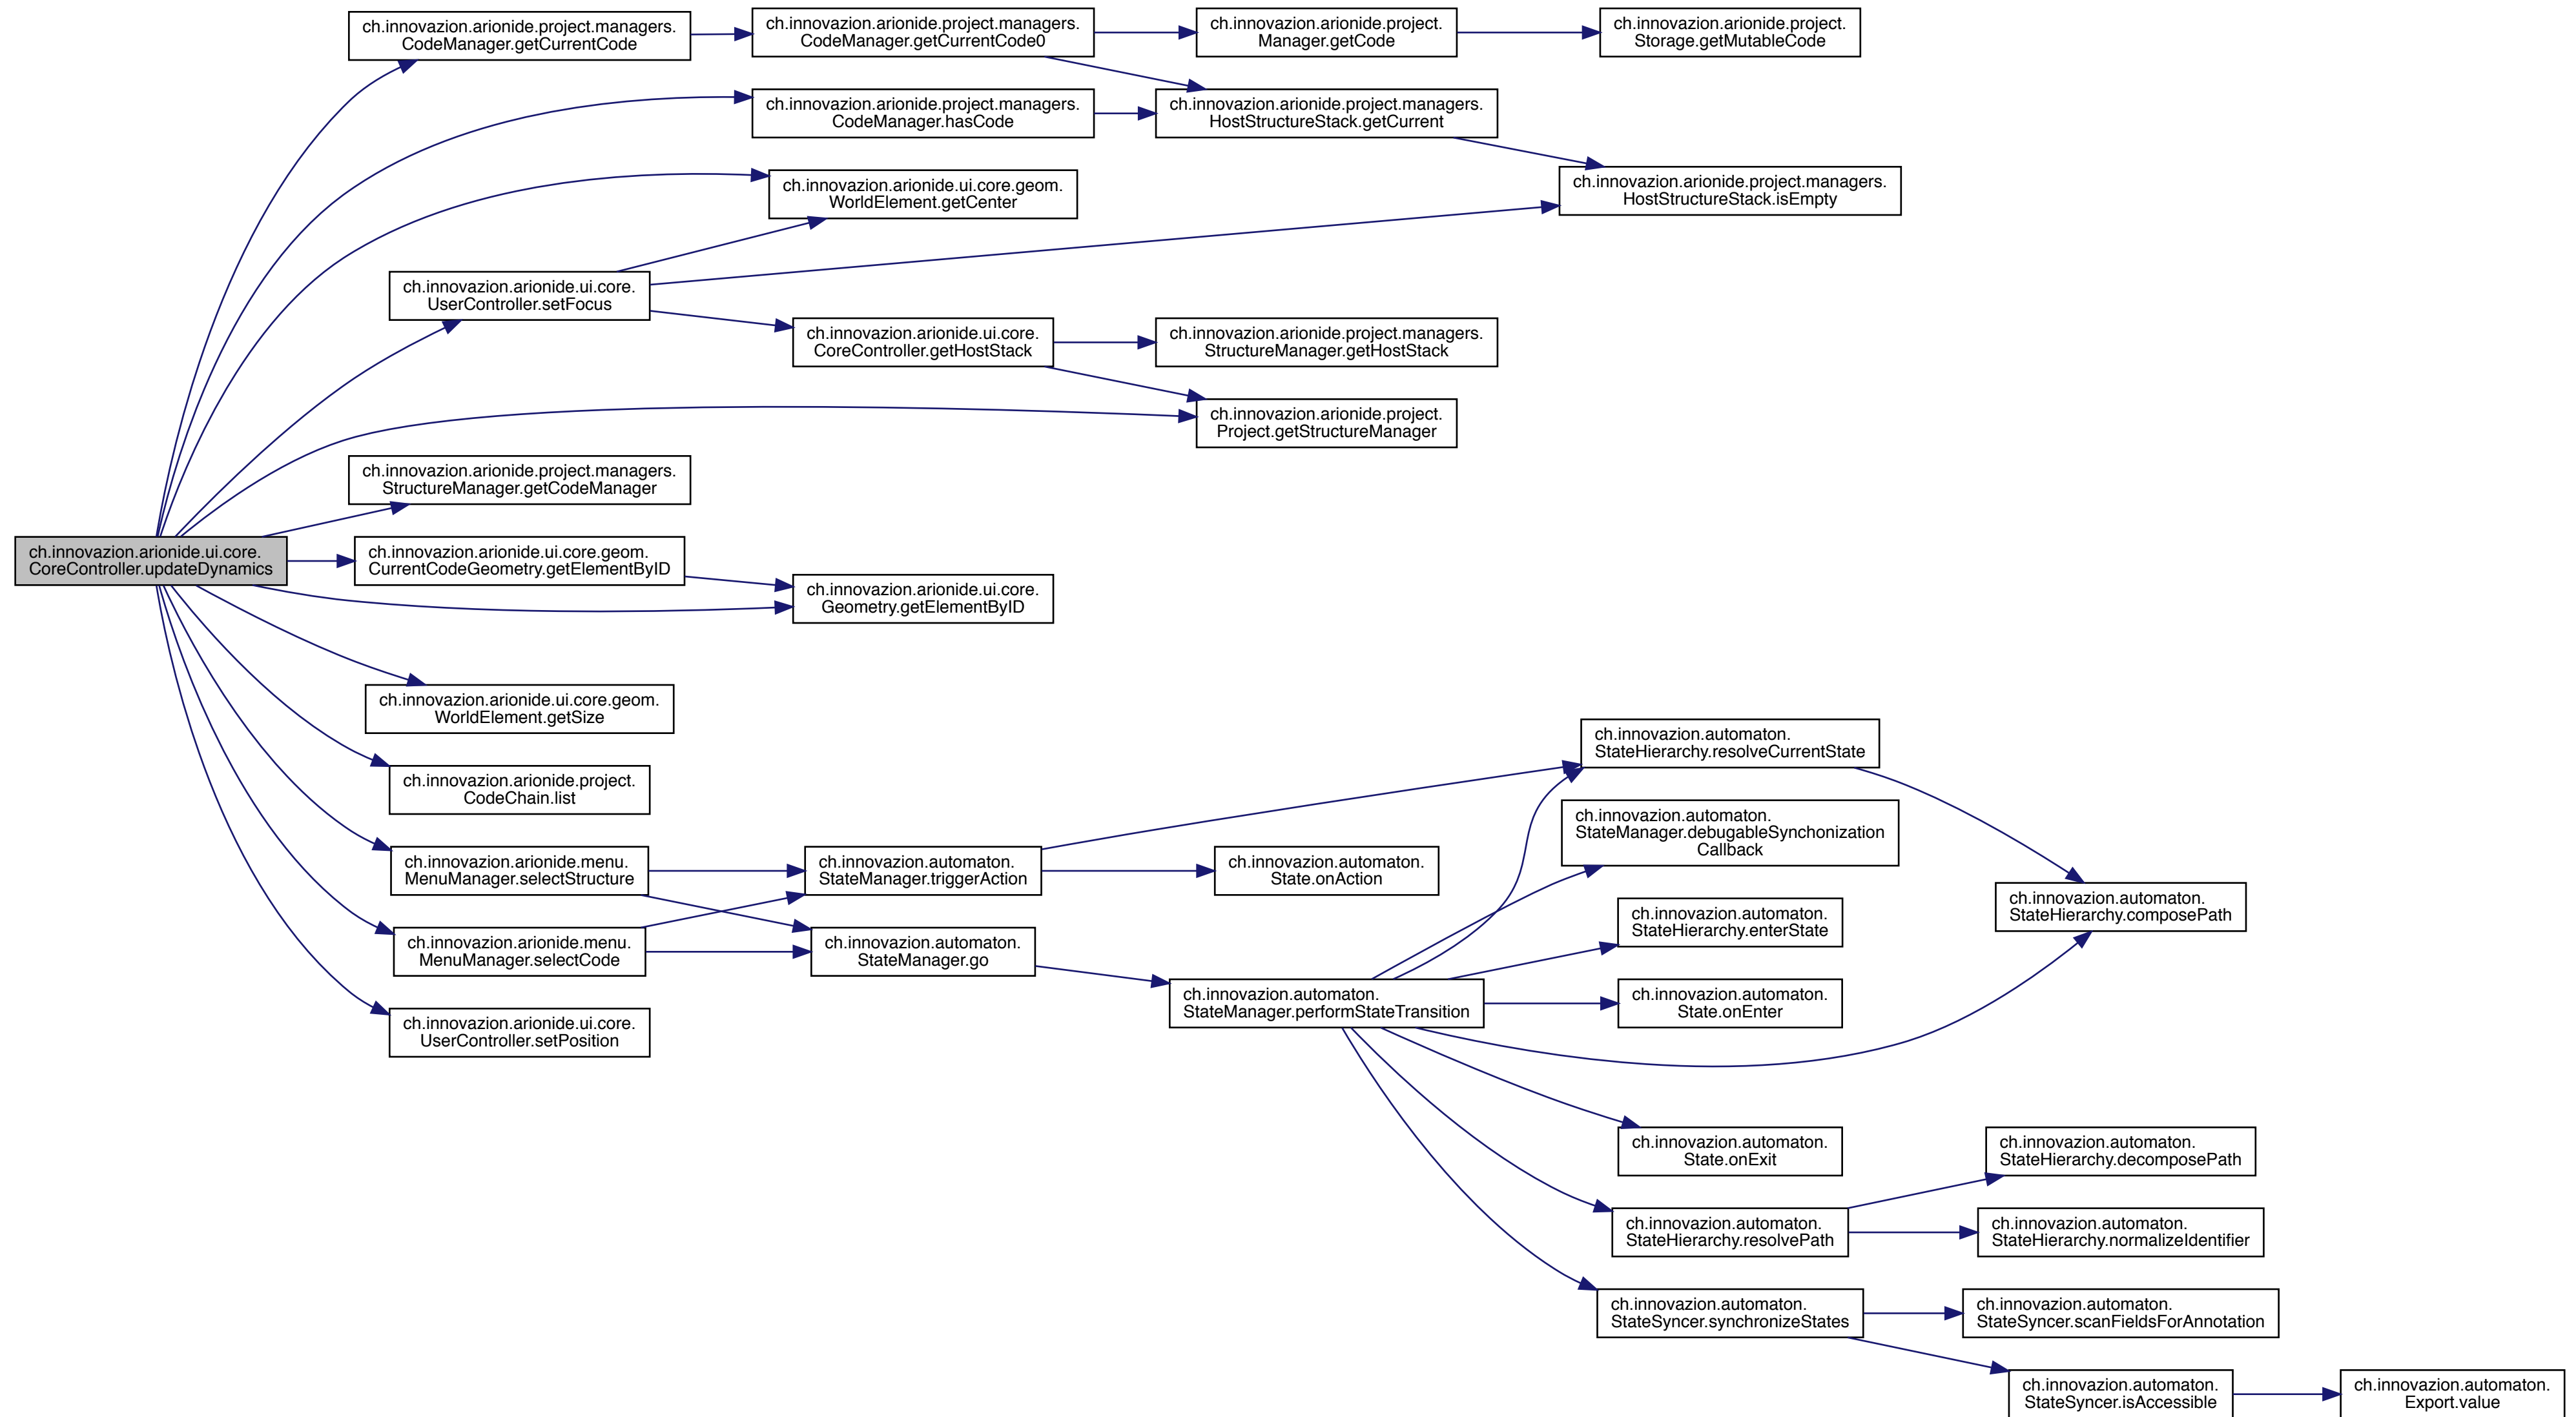 ch.innovazion.arionide.project.managers.
CodeManager.getCurrentCode
ch.innovazion.arionide.project.managers.
CodeManager.getCurrentCode0
ch.innovazion.arionide.project.
Manager.getCode
ch.innovazion.arionide.project.
Storage.getMutableCode
ch.innovazion.arionide.project.managers.
CodeManager.hasCode
ch.innovazion.arionide.project.managers.
HostStructureStack.getCurrent
ch.innovazion.arionide.ui.core.geom.
WorldElement.getCenter
ch.innovazion.arionide.project.managers.
HostStructureStack.isEmpty
ch.innovazion.arionide.ui.core.
UserController.setFocus
ch.innovazion.arionide.ui.core.
CoreController.getHostStack
ch.innovazion.arionide.project.managers.
StructureManager.getHostStack
ch.innovazion.arionide.project.
Project.getStructureManager
ch.innovazion.arionide.project.managers.
StructureManager.getCodeManager
ch.innovazion.arionide.ui.core.
CoreController.updateDynamics
ch.innovazion.arionide.ui.core.geom.
CurrentCodeGeometry.getElementByID
ch.innovazion.arionide.ui.core.
Geometry.getElementByID
ch.innovazion.arionide.ui.core.geom.
WorldElement.getSize
ch.innovazion.automaton.
StateHierarchy.resolveCurrentState
ch.innovazion.arionide.project.
CodeChain.list
ch.innovazion.automaton.
StateManager.debugableSynchonization
Callback
ch.innovazion.arionide.menu.
MenuManager.selectStructure
ch.innovazion.automaton.
StateManager.triggerAction
ch.innovazion.automaton.
State.onAction
ch.innovazion.automaton.
StateHierarchy.composePath
ch.innovazion.automaton.
StateHierarchy.enterState
ch.innovazion.arionide.menu.
MenuManager.selectCode
ch.innovazion.automaton.
StateManager.go
ch.innovazion.automaton.
StateManager.performStateTransition
ch.innovazion.automaton.
State.onEnter
ch.innovazion.arionide.ui.core.
UserController.setPosition
ch.innovazion.automaton.
State.onExit
ch.innovazion.automaton.
StateHierarchy.decomposePath
ch.innovazion.automaton.
StateHierarchy.resolvePath
ch.innovazion.automaton.
StateHierarchy.normalizeIdentifier
ch.innovazion.automaton.
StateSyncer.synchronizeStates
ch.innovazion.automaton.
StateSyncer.scanFieldsForAnnotation
ch.innovazion.automaton.
StateSyncer.isAccessible
ch.innovazion.automaton.
Export.value